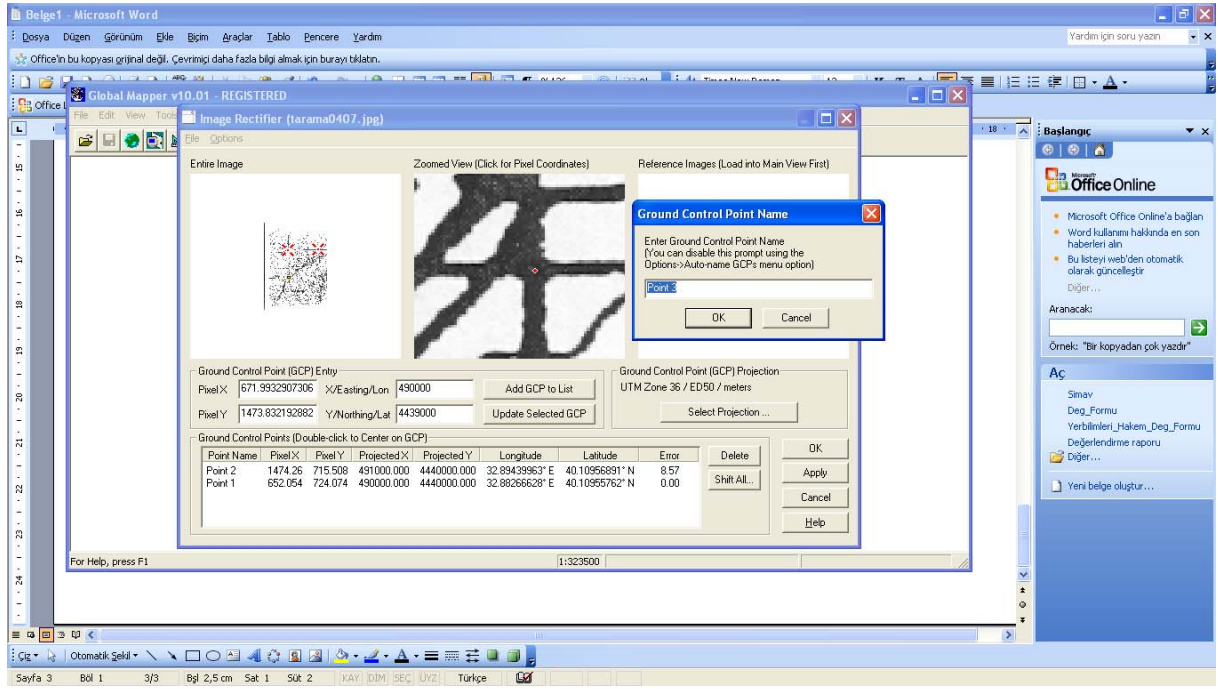 Belge1 - Microsoft Word
Dosya Düzen Görünüm Ekle Biçim Araçlar Tablo Pencere Yardım
Yardım için soru yazın
Office'in bu kopyası orijinal değil. Çevrimiçi daha fazla bilgi almak için burayı tıklatın.
Global Mapper v10.01 - REGISTERED
File Edit View Tools
Image Rectifier (tarama0407.jpg)
File Options
Entire Image
Zoomed View (Click for Pixel Coordinates)
Reference Images (Load into Main View First)
Ground Control Point Name
Enter Ground Control Point Name
(You can disable this prompt using the
Options->Auto-name GCPs menu option)
Point 3
OK Cancel
Ground Control Point (GCP) Entry
Pixel X 671.9932907306 X/Easting/Lon 490000 Add GCP to List
Pixel Y 1473.832192882 Y/Northing/Lat 4439000 Update Selected GCP
Ground Control Point (GCP) Projection
UTM Zone 36 / ED50 / meters
Select Projection ...
Ground Control Points (Double-click to Center on GCP)
Point Name Pixel X Pixel Y Projected X Projected Y Longitude Latitude Error
Point 2 1474.26 715.508 491000.000 4440000.000 32.89439963° E 40.10956891° N 8.57
Point 1 652.054 724.074 490000.000 4440000.000 32.88266628° E 40.10955762° N 0.00
Delete
Shift All...
OK
Apply
Cancel
Help
For Help, press F1
1:323500
Başlangıç
Microsoft
Office Online
Microsoft Office Online'a bağlan
Word kullanımı hakkında en son
haberleri alın
Bu listeyi web'den otomatik
olarak güncelleştir
Diğer...
Aranacak:
Örnek: "Bir kopyadan çok yazdır"
Aç
Sinav
Deg_Formu
Yerbilimleri_Hakem_Deg_Formu
Değerlendirme raporu
Diğer...
Yeni belge oluştur...
18
15
16
17
18
19
20
21
22
23
24
Çiz Otomatik Şekil
Sayfa 3 Böl 1 3/3 Bşl 2,5 cm Sat 1 Süt 2 KAY DİM SEÇ ÜYZ Türkçe